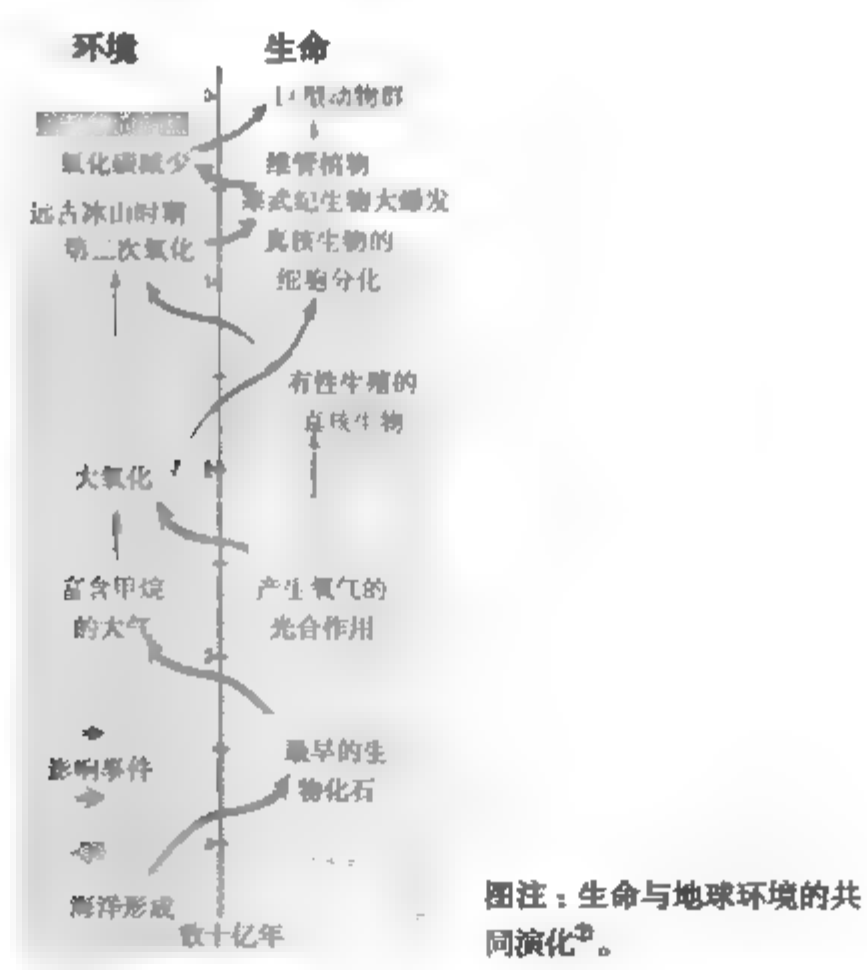 环境
生命
动物群
氧化碳减少
维管植物
寒武纪生物大爆发
远古冰山时期
第二次氧化
真核生物的
细胞分化
有性生殖的
真核生物
大氧化
富含甲烷
的大气
产生氧气的
光合作用
影响事件
最早的生
物化石
海洋形成
数十亿年
图注：生命与地球环境的共
同演化。